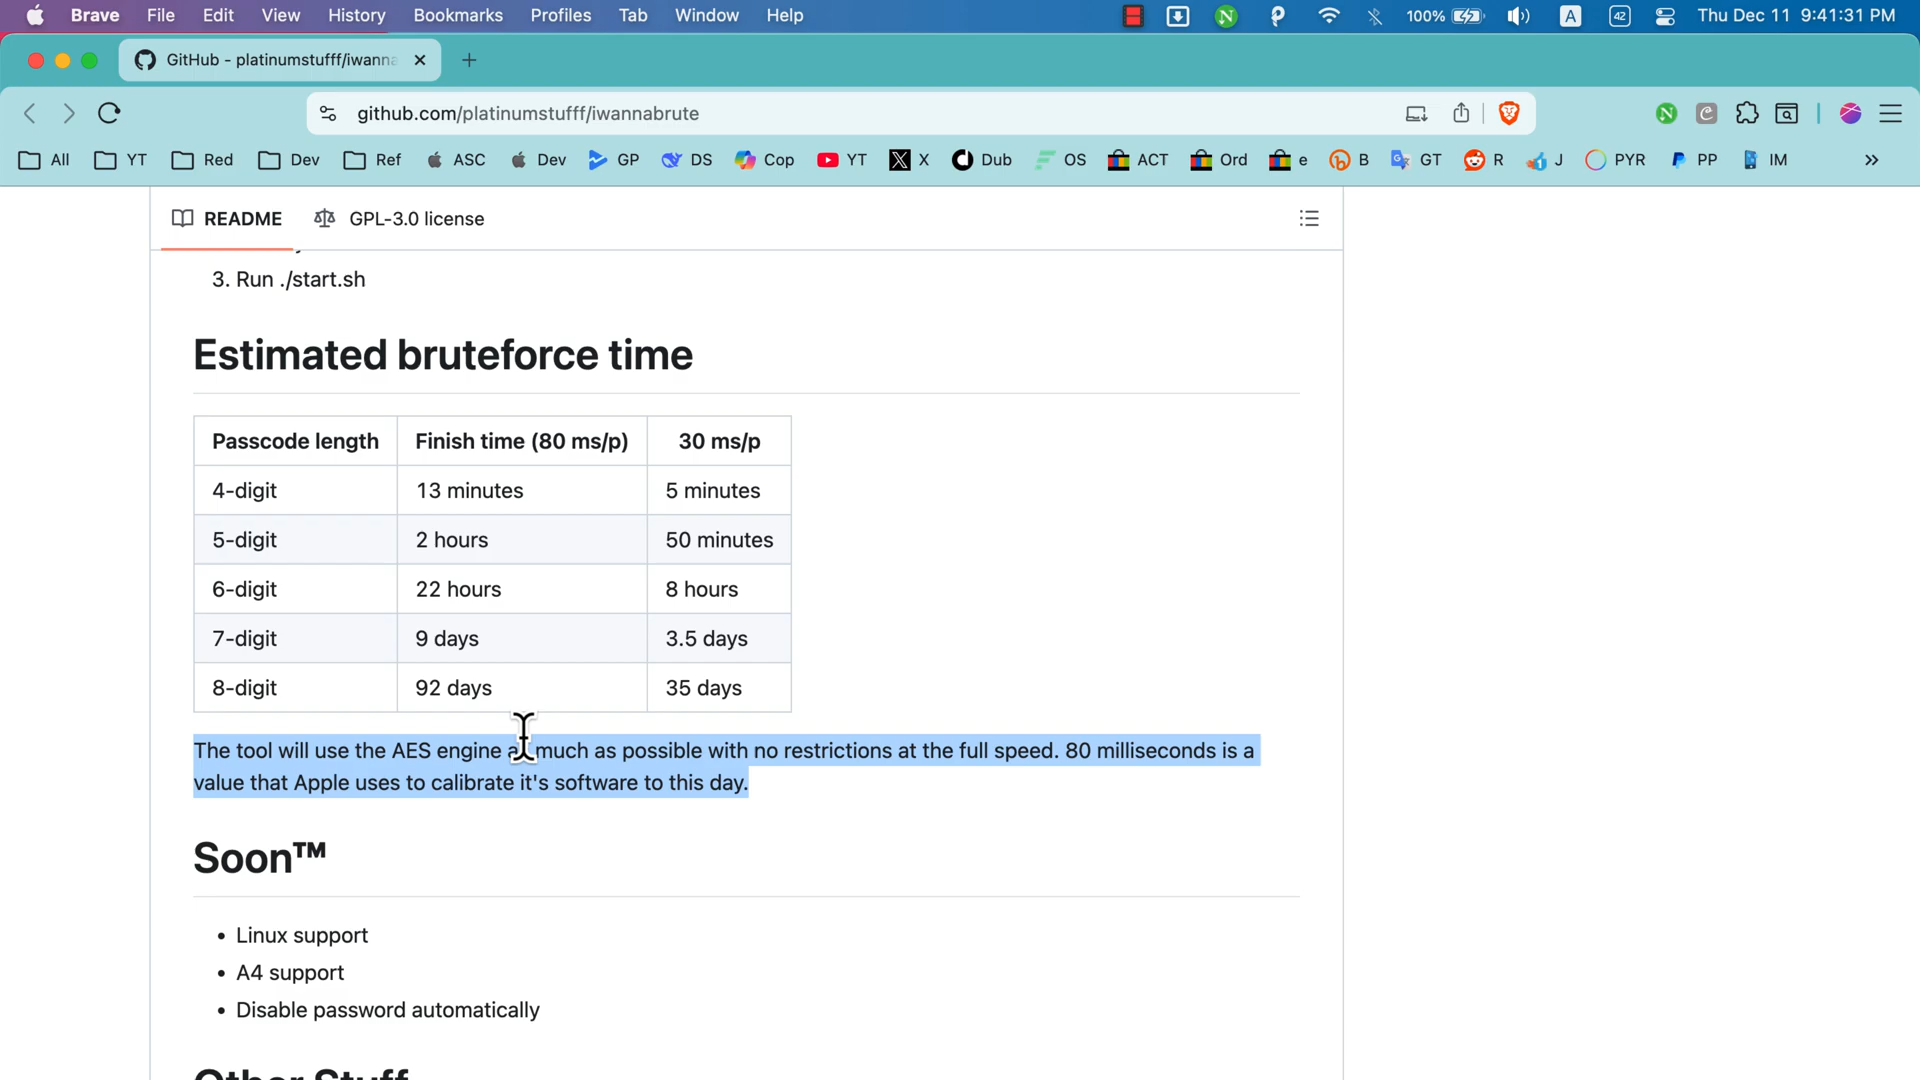 Brave File Edit View History Bookmarks Profiles Tab Window Help 100% A 42 Thu Dec 11 9:41:31 PM
GitHub - platinumstufff/iwanna
github.com/platinumstufff/iwannabrute
All YT Red Dev Ref ASC Dev GP DS Cop YT X Dub OS ACT Ord e B GT R J PYR PP IM »
README GPL-3.0 license
3. Run ./start.sh
Estimated bruteforce time
Passcode length Finish time (80 ms/p) 30 ms/p
4-digit 13 minutes 5 minutes
5-digit 2 hours 50 minutes
6-digit 22 hours 8 hours
7-digit 9 days 3.5 days
8-digit 92 days 35 days
The tool will use the AES engine as much as possible with no restrictions at the full speed. 80 milliseconds is a
value that Apple uses to calibrate it's software to this day.
Soon™
• Linux support
• A4 support
• Disable password automatically
Other Stuff